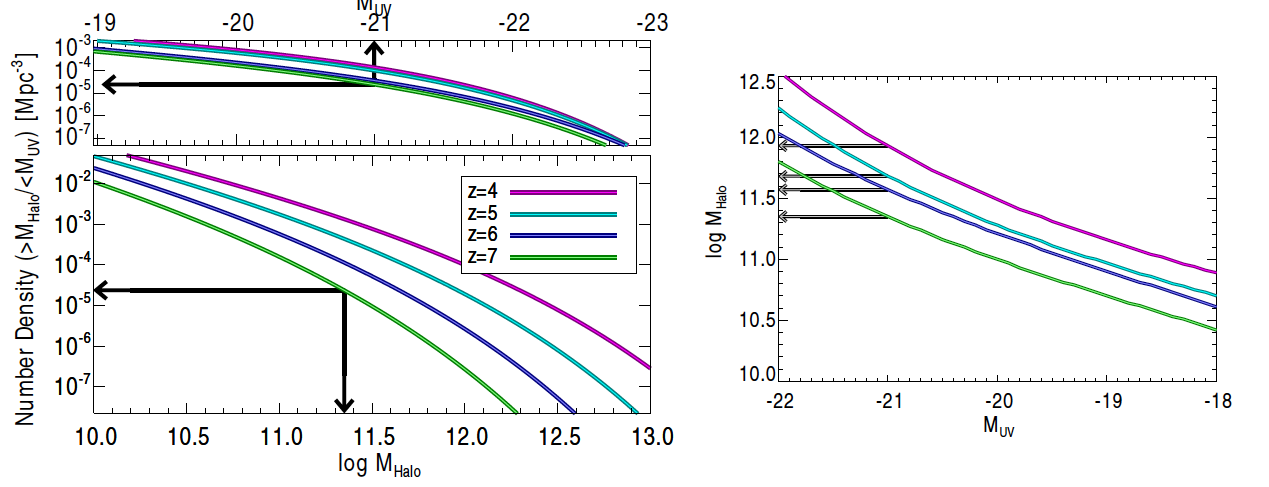 M_UV
-19 -20 -21 -22 -23
Number Density (>M_Halo/<M_UV) [Mpc^-3]
10^-3
10^-4
10^-5
10^-6
10^-7
10^-2
10^-3
10^-4
10^-5
10^-6
10^-7
z=4
z=5
z=6
z=7
10.0 10.5 11.0 11.5 12.0 12.5 13.0
log M_Halo
log M_Halo
12.5
12.0
11.5
11.0
10.5
10.0
-22 -21 -20 -19 -18
M_UV